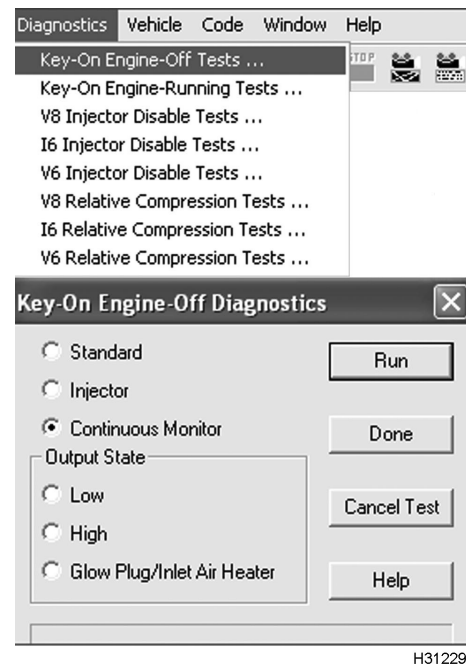 Diagnostics Vehicle Code Window Help
Key-On Engine-Off Tests ...
STOP
Key-On Engine-Running Tests ...
V8 Injector Disable Tests ...
I6 Injector Disable Tests ...
V6 Injector Disable Tests ...
V8 Relative Compression Tests ...
I6 Relative Compression Tests ...
V6 Relative Compression Tests ...
Key-On Engine-Off Diagnostics
Standard
Run
Injector
Continuous Monitor
Done
Output State
Low
Cancel Test
High
Glow Plug/Inlet Air Heater
Help
H31229